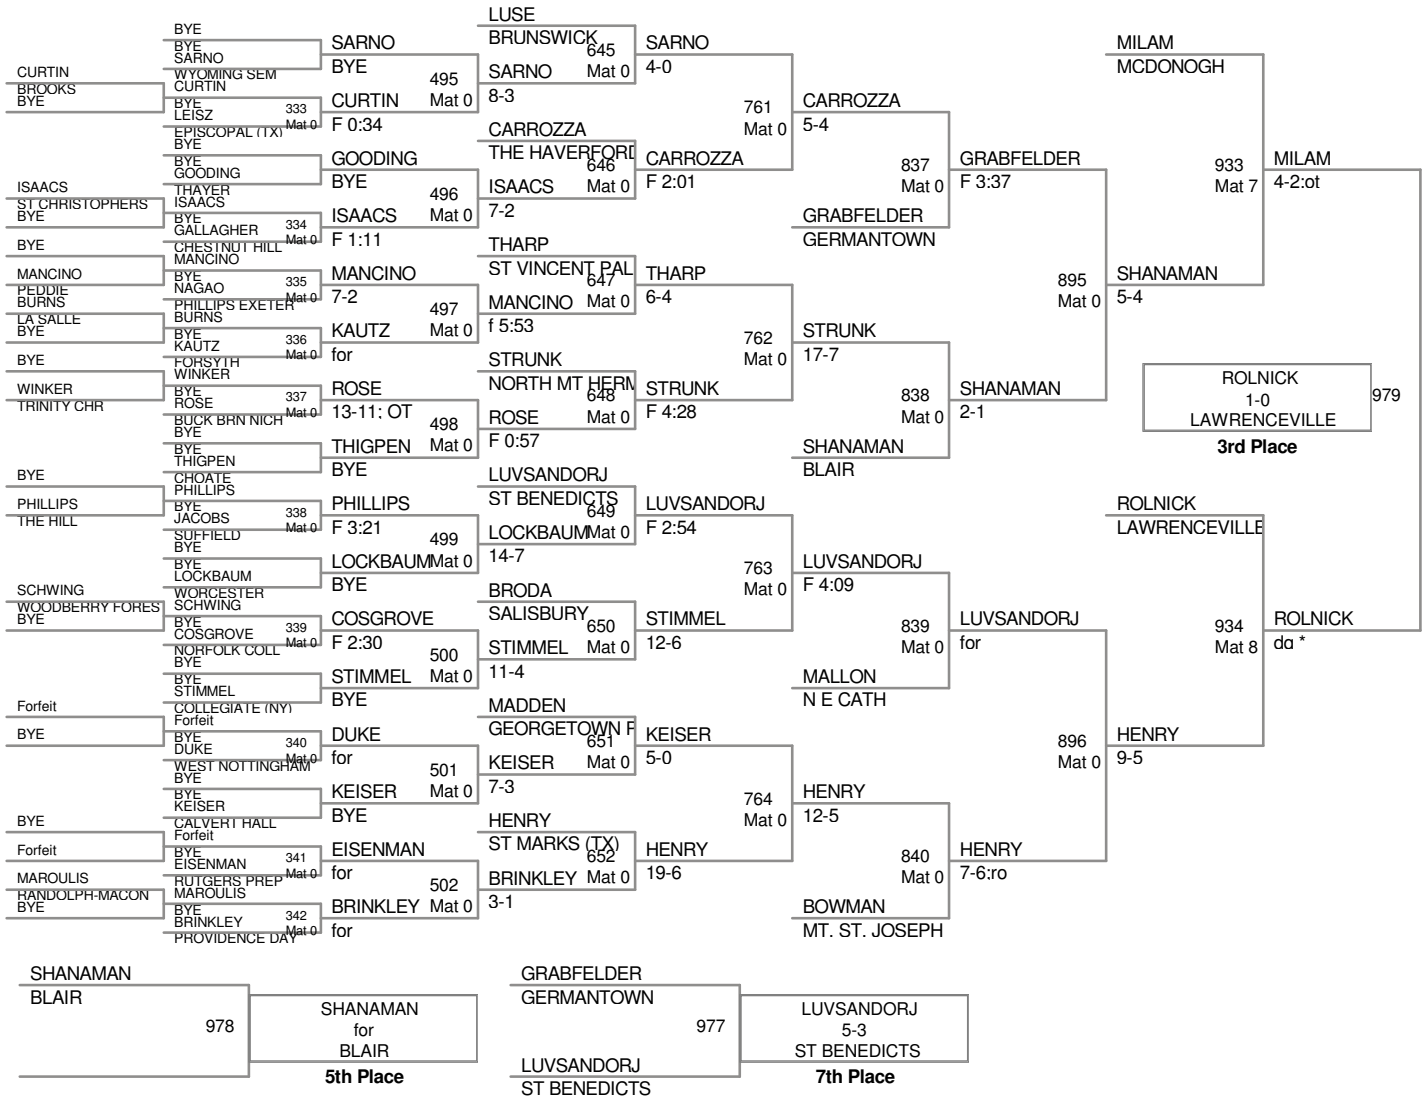 CURTIN
BROOKS
BYE
ISAACS
ST CHRISTOPHERS
BYE
BYE
MANCINO
PEDDIE
BURNS
LA SALLE
BYE
BYE
WINKER
TRINITY CHR
BYE
PHILLIPS
THE HILL
SCHWING
WOODBERRY FORES
BYE
Forfeit
BYE
BYE
Forfeit
MAROULIS
RANDOLPH-MACON
BYE
BYE
BYE
SARNO
WYOMING SEM
CURTIN
BYE
LEISZ
333
Mat 0
EPISCOPAL (TX)
BYE
BYE
GOODING
THAYER
ISAACS
BYE
GALLAGHER
334
Mat 0
CHESTNUT HILL
MANCINO
BYE
NAGAO
335
Mat 0
PHILLIPS EXETER
BURNS
BYE
KAUTZ
336
Mat 0
FORSYTH
WINKER
BYE
ROSE
337
Mat 0
BUCK BRN NICH
BYE
BYE
THIGPEN
CHOATE
PHILLIPS
BYE
JACOBS
338
Mat 0
SUFFIELD
BYE
BYE
LOCKBAUM
WORCESTER
SCHWING
BYE
COSGROVE
339
Mat 0
NORFOLK COLL
BYE
BYE
STIMMEL
COLLEGIATE (NY)
Forfeit
BYE
DUKE
340
Mat 0
WEST NOTTINGHAM
BYE
BYE
KEISER
CALVERT HALL
Forfeit
BYE
EISENMAN
341
Mat 0
RUTGERS PREP
MAROULIS
BYE
BRINKLEY
342
Mat 0
PROVIDENCE DAY
SARNO
BYE
495
Mat 0
CURTIN
F 0:34
GOODING
BYE
496
Mat 0
ISAACS
F 1:11
MANCINO
7-2
497
Mat 0
KAUTZ
for
ROSE
13-11; OT
498
Mat 0
THIGPEN
BYE
PHILLIPS
F 3:21
499
Mat 0
LOCKBAUM
BYE
COSGROVE
F 2:30
500
Mat 0
STIMMEL
BYE
DUKE
for
501
Mat 0
KEISER
BYE
EISENMAN
for
502
Mat 0
BRINKLEY
for
LUSE
BRUNSWICK
645
Mat 0
SARNO
8-3
CARROZZA
THE HAVERFORD
646
Mat 0
ISAACS
7-2
THARP
ST VINCENT PAL
647
Mat 0
MANCINO
f 5:53
STRUNK
NORTH MT HERM
648
Mat 0
ROSE
F 0:57
LUVSANDORJ
ST BENEDICTS
649
Mat 0
LOCKBAUM
14-7
BRODA
SALISBURY
650
Mat 0
STIMMEL
11-4
MADDEN
GEORGETOWN P
651
Mat 0
KEISER
7-3
HENRY
ST MARKS (TX)
652
Mat 0
BRINKLEY
3-1
SARNO
4-0
761
Mat 0
CARROZZA
F 2:01
THARP
6-4
762
Mat 0
STRUNK
F 4:28
LUVSANDORJ
F 2:54
763
Mat 0
STIMMEL
12-6
KEISER
5-0
764
Mat 0
HENRY
19-6
CARROZZA
5-4
837
Mat 0
GRABFELDER
GERMANTOWN
STRUNK
17-7
838
Mat 0
SHANAMAN
BLAIR
LUVSANDORJ
F 4:09
839
Mat 0
MALLON
N E CATH
HENRY
12-5
840
Mat 0
BOWMAN
MT. ST. JOSEPH
GRABFELDER
F 3:37
895
Mat 0
SHANAMAN
2-1
LUVSANDORJ
for
896
Mat 0
HENRY
7-6:ro
MILAM
MCDONOGH
933
Mat 7
SHANAMAN
5-4
ROLNICK
LAWRENCEVILLE
934
Mat 8
HENRY
9-5
MILAM
4-2:ot
ROLNICK
1-0
LAWRENCEVILLE
979
3rd Place
ROLNICK
da *
SHANAMAN
BLAIR
978
SHANAMAN
for
BLAIR
5th Place
GRABFELDER
GERMANTOWN
977
LUVSANDORJ
ST BENEDICTS
LUVSANDORJ
5-3
ST BENEDICTS
7th Place